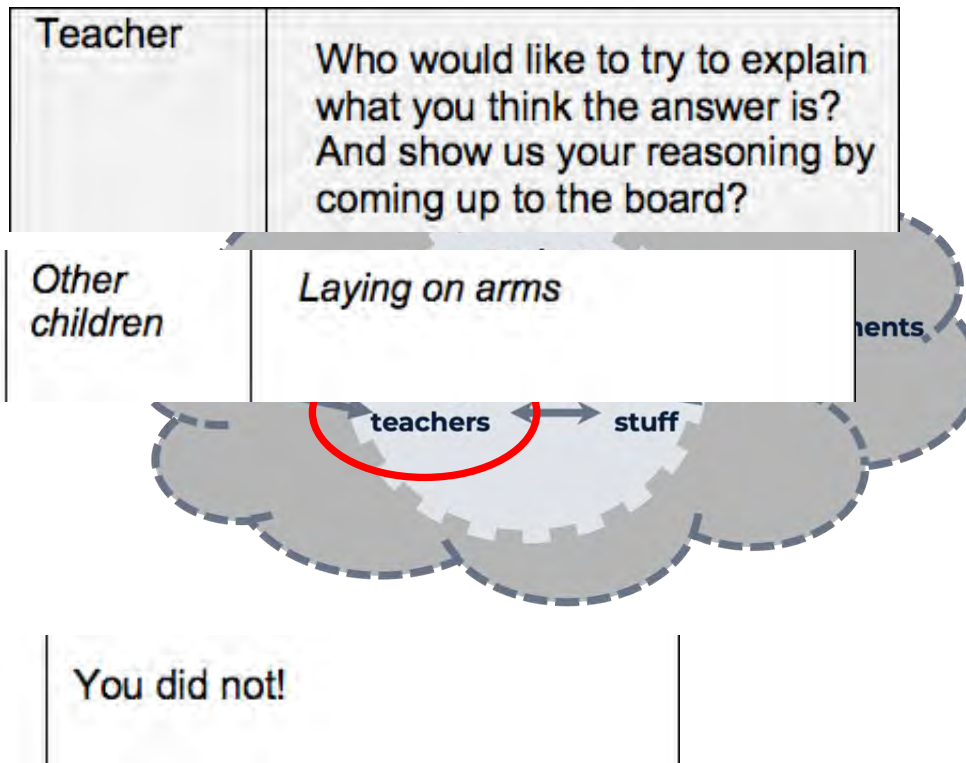 Teacher
Who would like to try to explain
what you think the answer is?
And show us your reasoning by
coming up to the board?
Other
children
Laying on arms
teachers
stuff
You did not!